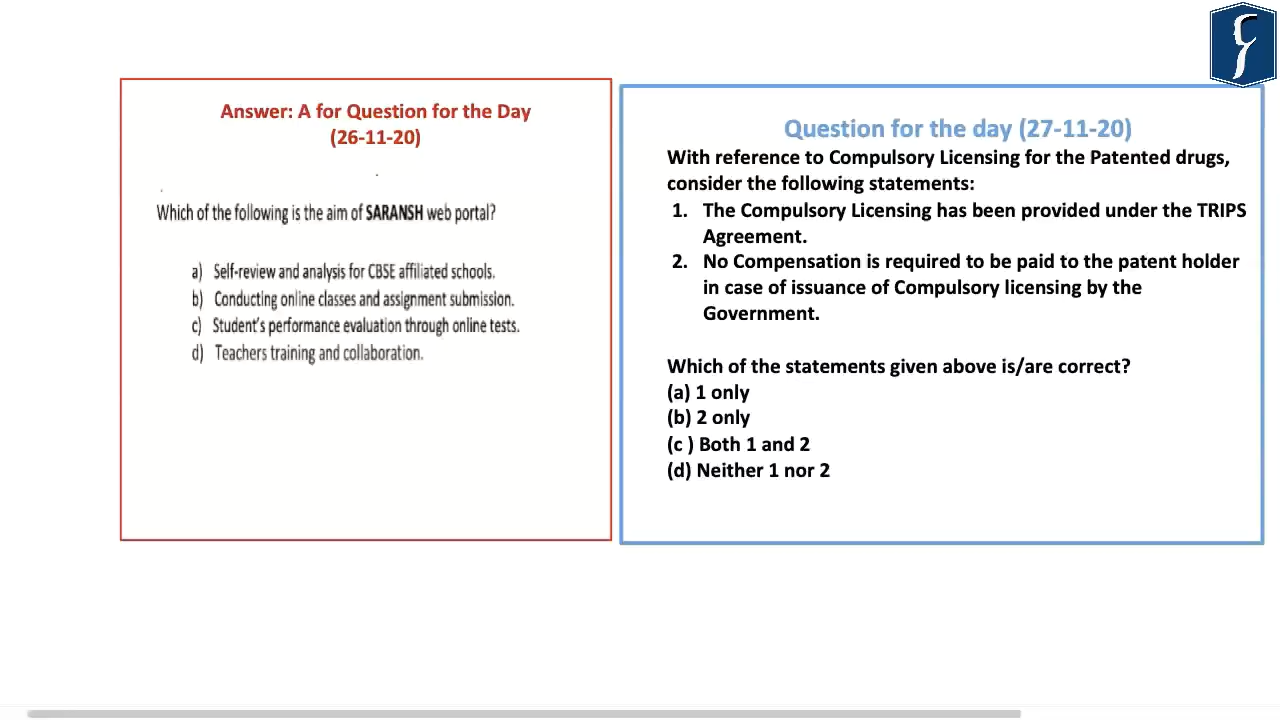 Answer: A for Question for the Day
(26-11-20)
Which of the following is the aim of SARANSH web portal?
a) Self-review and analysis for CBSE affiliated schools.
b) Conducting online classes and assignment submission.
c) Student's performance evaluation through online tests.
d) Teachers training and collaboration.
Question for the day (27-11-20)
With reference to Compulsory Licensing for the Patented drugs,
consider the following statements:
1. The Compulsory Licensing has been provided under the TRIPS
Agreement.
2. No Compensation is required to be paid to the patent holder
in case of issuance of Compulsory licensing by the
Government.
Which of the statements given above is/are correct?
(a) 1 only
(b) 2 only
(c ) Both 1 and 2
(d) Neither 1 nor 2